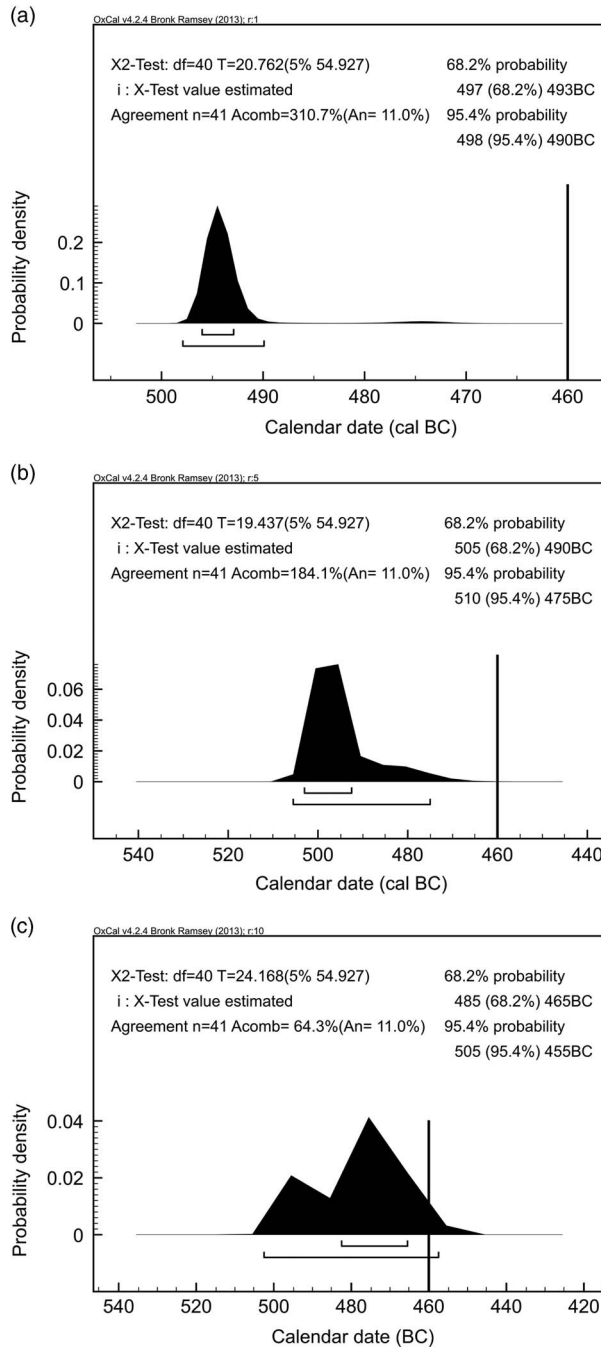 (a)
OxCal v4.2.4 Bronk Ramsey (2013); r:1
X2-Test: df=40 T=20.762(5% 54.927) 68.2% probability
i : X-Test value estimated 497 (68.2%) 493BC
Agreement n=41 Acomb=310.7%(An= 11.0%) 95.4% probability
498 (95.4%) 490BC
Probability density
0.2
0.1
0
500 490 480 470 460
Calendar date (cal BC)
(b)
OxCal v4.2.4 Bronk Ramsey (2013); r:5
X2-Test: df=40 T=19.437(5% 54.927) 68.2% probability
i : X-Test value estimated 505 (68.2%) 490BC
Agreement n=41 Acomb=184.1%(An= 11.0%) 95.4% probability
510 (95.4%) 475BC
Probability density
0.06
0.04
0.02
0
540 520 500 480 460 440
Calendar date (cal BC)
(c)
OxCal v4.2.4 Bronk Ramsey (2013); r:10
X2-Test: df=40 T=24.168(5% 54.927) 68.2% probability
i : X-Test value estimated 485 (68.2%) 465BC
Agreement n=41 Acomb= 64.3%(An= 11.0%) 95.4% probability
505 (95.4%) 455BC
Probability density
0.04
0.02
0
540 520 500 480 460 440 420
Calendar date (BC)